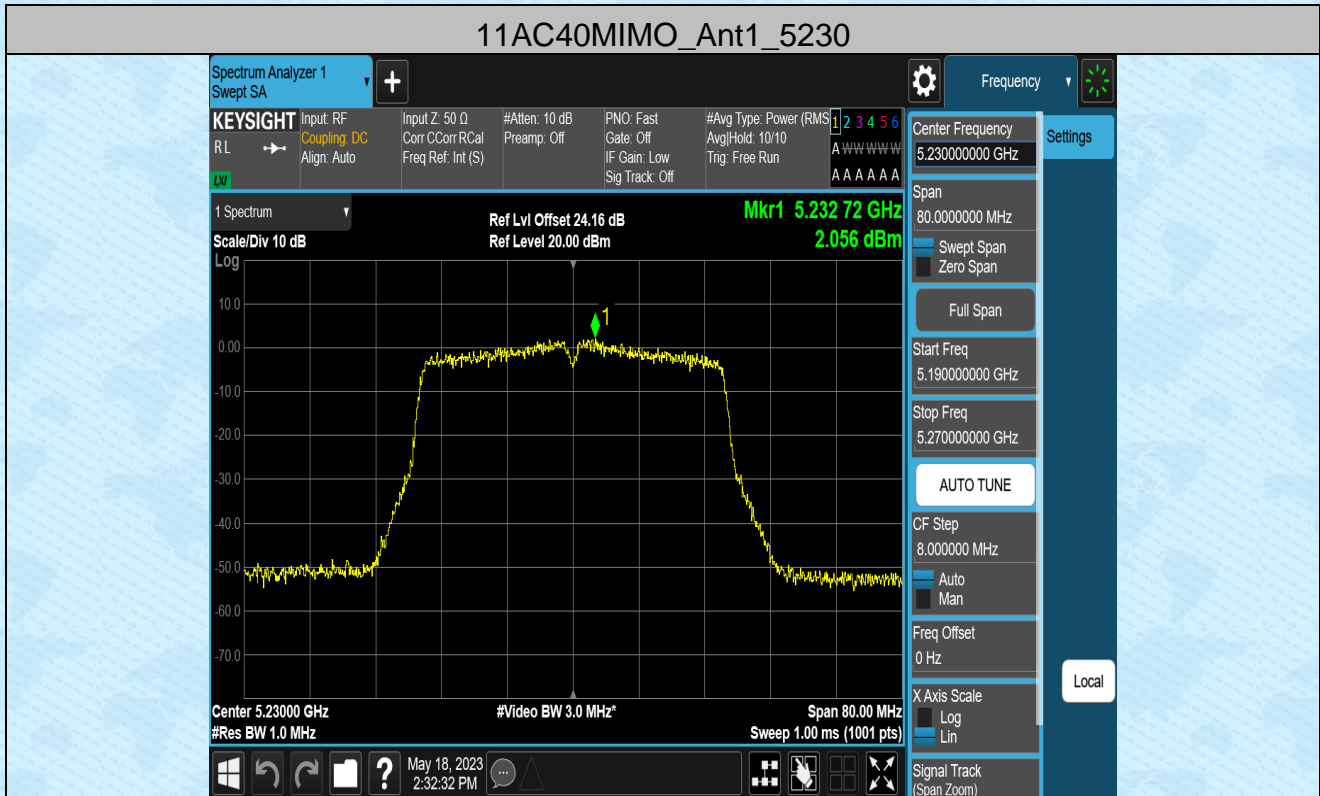 11AC40MIMO_Ant1_5230
Spectrum Analyzer 1
Swept SA
+
Frequency
KEYSIGHT
RL
LXI
Input: RF
Coupling: DC
Align: Auto
Input Z: 50 Ω
Corr CCorr RCal
Freq Ref: Int (S)
#Atten: 10 dB
Preamp: Off
PNO: Fast
Gate: Off
IF Gain: Low
Sig Track: Off
#Avg Type: Power (RMS
Avg|Hold: 10/10
Trig: Free Run
1 2 3 4 5 6
A W W W W W
A A A A A A
1 Spectrum
Scale/Div 10 dB
Log
Ref Lvl Offset 24.16 dB
Ref Level 20.00 dBm
Mkr1 5.232 72 GHz
2.056 dBm
1
10.0
0.00
-10.0
-20.0
-30.0
-40.0
-50.0
-60.0
-70.0
Center 5.23000 GHz
#Res BW 1.0 MHz
#Video BW 3.0 MHz*
Span 80.00 MHz
Sweep 1.00 ms (1001 pts)
?
May 18, 2023
2:32:32 PM
Center Frequency
5.230000000 GHz
Settings
Span
80.0000000 MHz
Swept Span
Zero Span
Full Span
Start Freq
5.190000000 GHz
Stop Freq
5.270000000 GHz
AUTO TUNE
CF Step
8.000000 MHz
Auto
Man
Freq Offset
0 Hz
X Axis Scale
Log
Lin
Local
Signal Track
(Span Zoom)